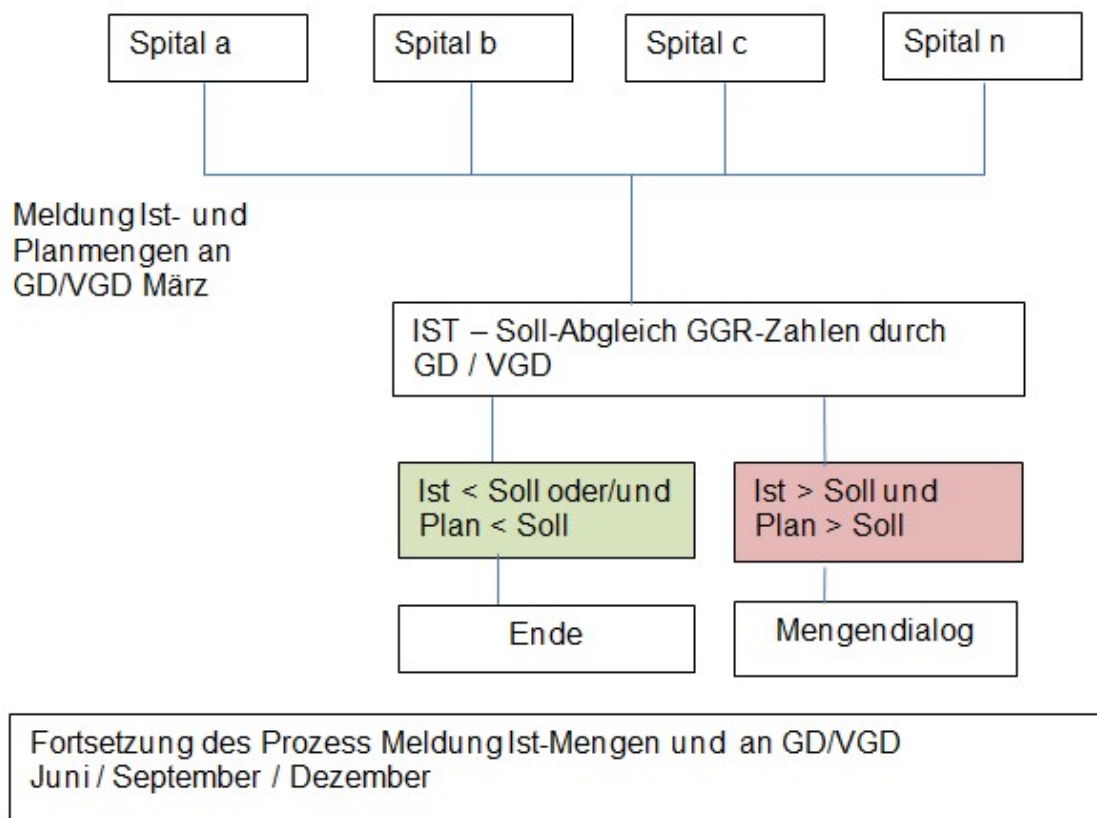 Spital a
Spital b
Spital c
Spital n
Meldung Ist- und
Planmengen an
GD/VGD März
IST – Soll-Abgleich GGR-Zahlen durch
GD / VGD
Ist < Soll oder/und
Plan < Soll
Ist > Soll und
Plan > Soll
Ende
Mengendialog
Fortsetzung des Prozess Meldung Ist-Mengen und an GD/VGD
Juni / September / Dezember